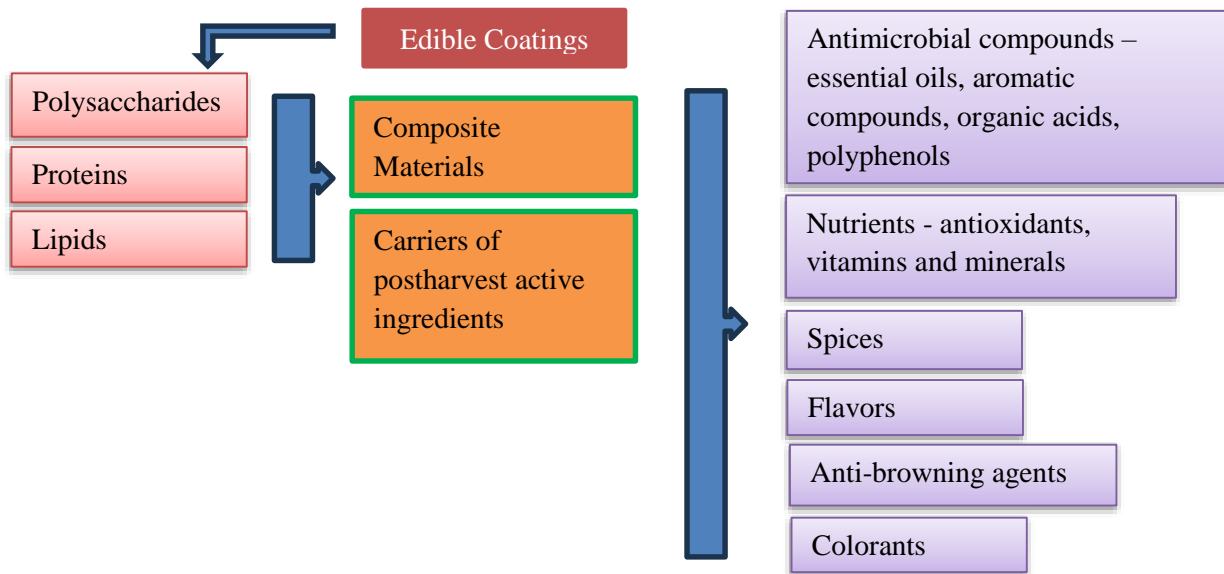 Edible Coatings
Polysaccharides
Proteins
Lipids
Composite
Materials
Carriers of
postharvest active
ingredients
Antimicrobial compounds –
essential oils, aromatic
compounds, organic acids,
polyphenols
Nutrients - antioxidants,
vitamins and minerals
Spices
Flavors
Anti-browning agents
Colorants